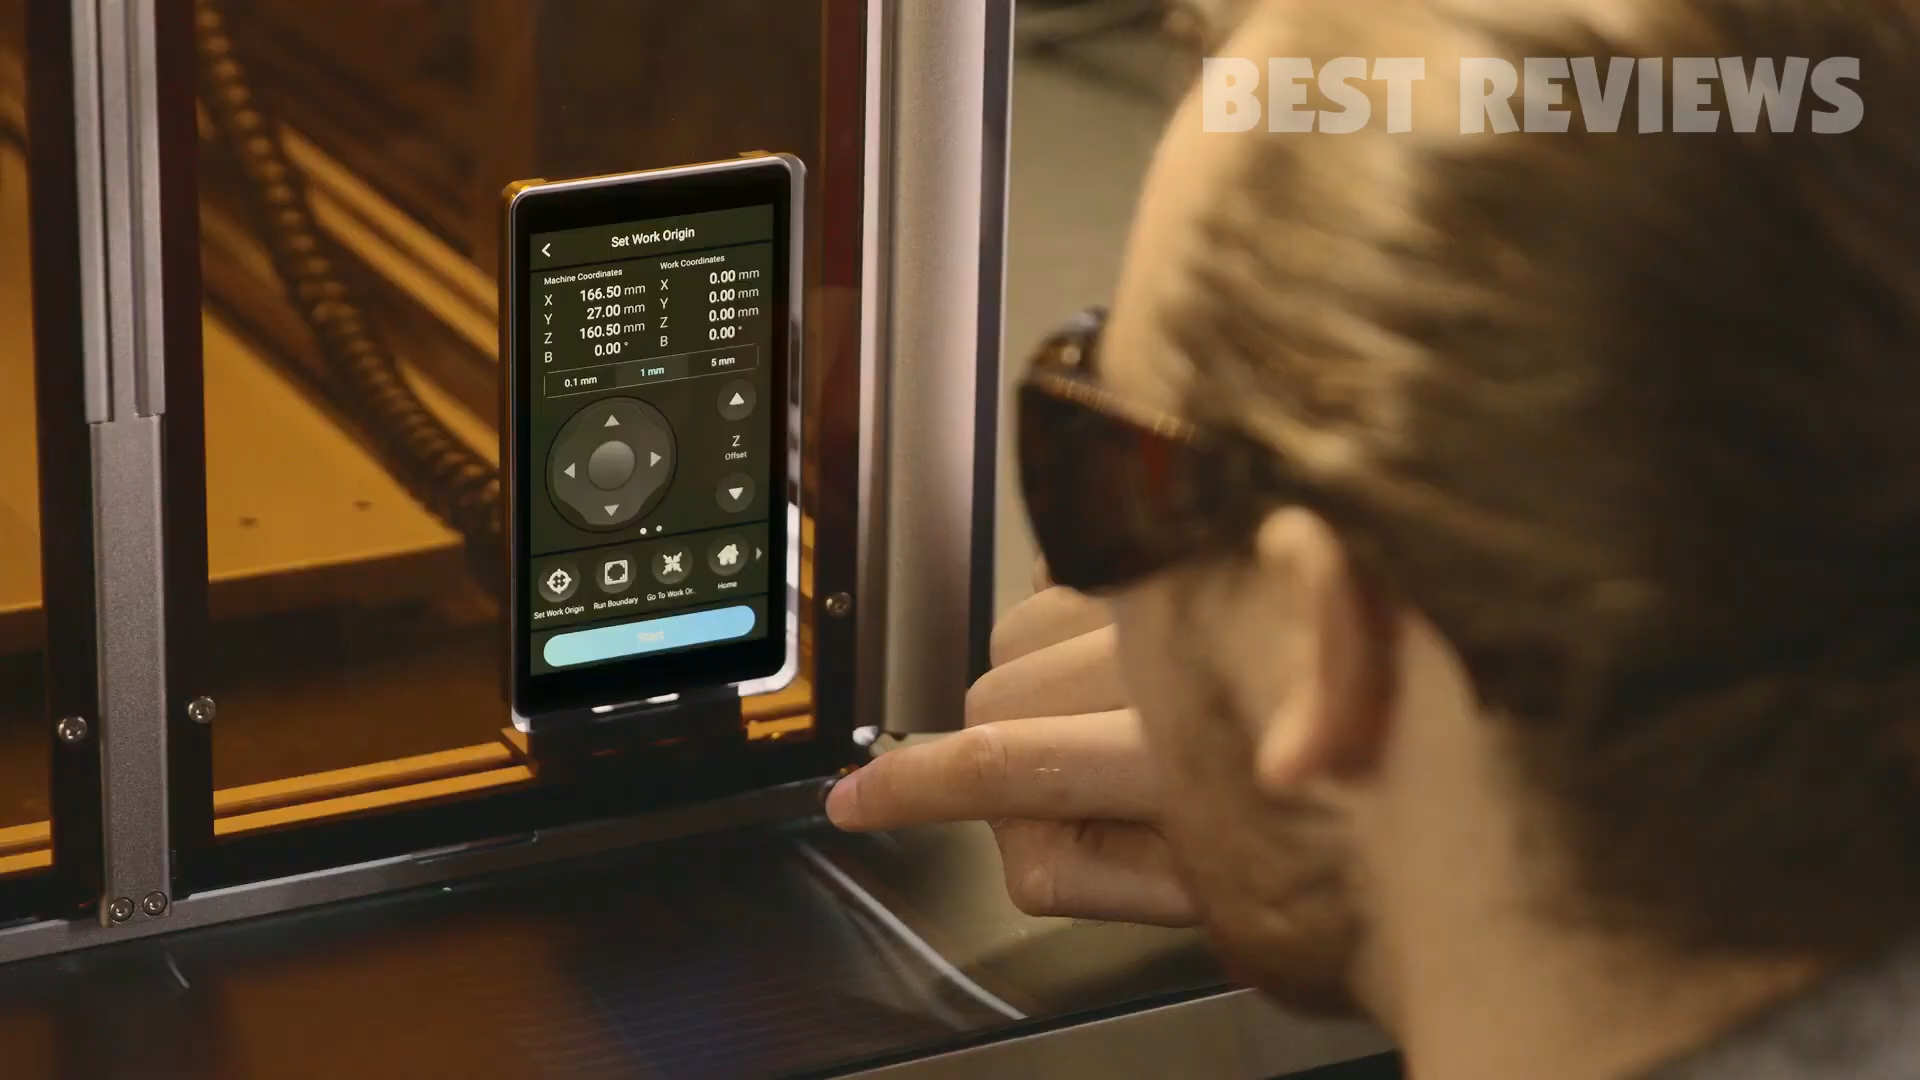 BEST REVIEWS
Set Work Origin
Machine Coordinates
X 166.50 mm
Y 27.00 mm
Z 160.50 mm
B 0.00 °
Work Coordinates
X 0.00 mm
Y 0.00 mm
Z 0.00 mm
B 0.00 °
0.1 mm 1 mm 5 mm
Z
Offset
Set Work Origin Run Boundary Go To Work Or.. Home
Start